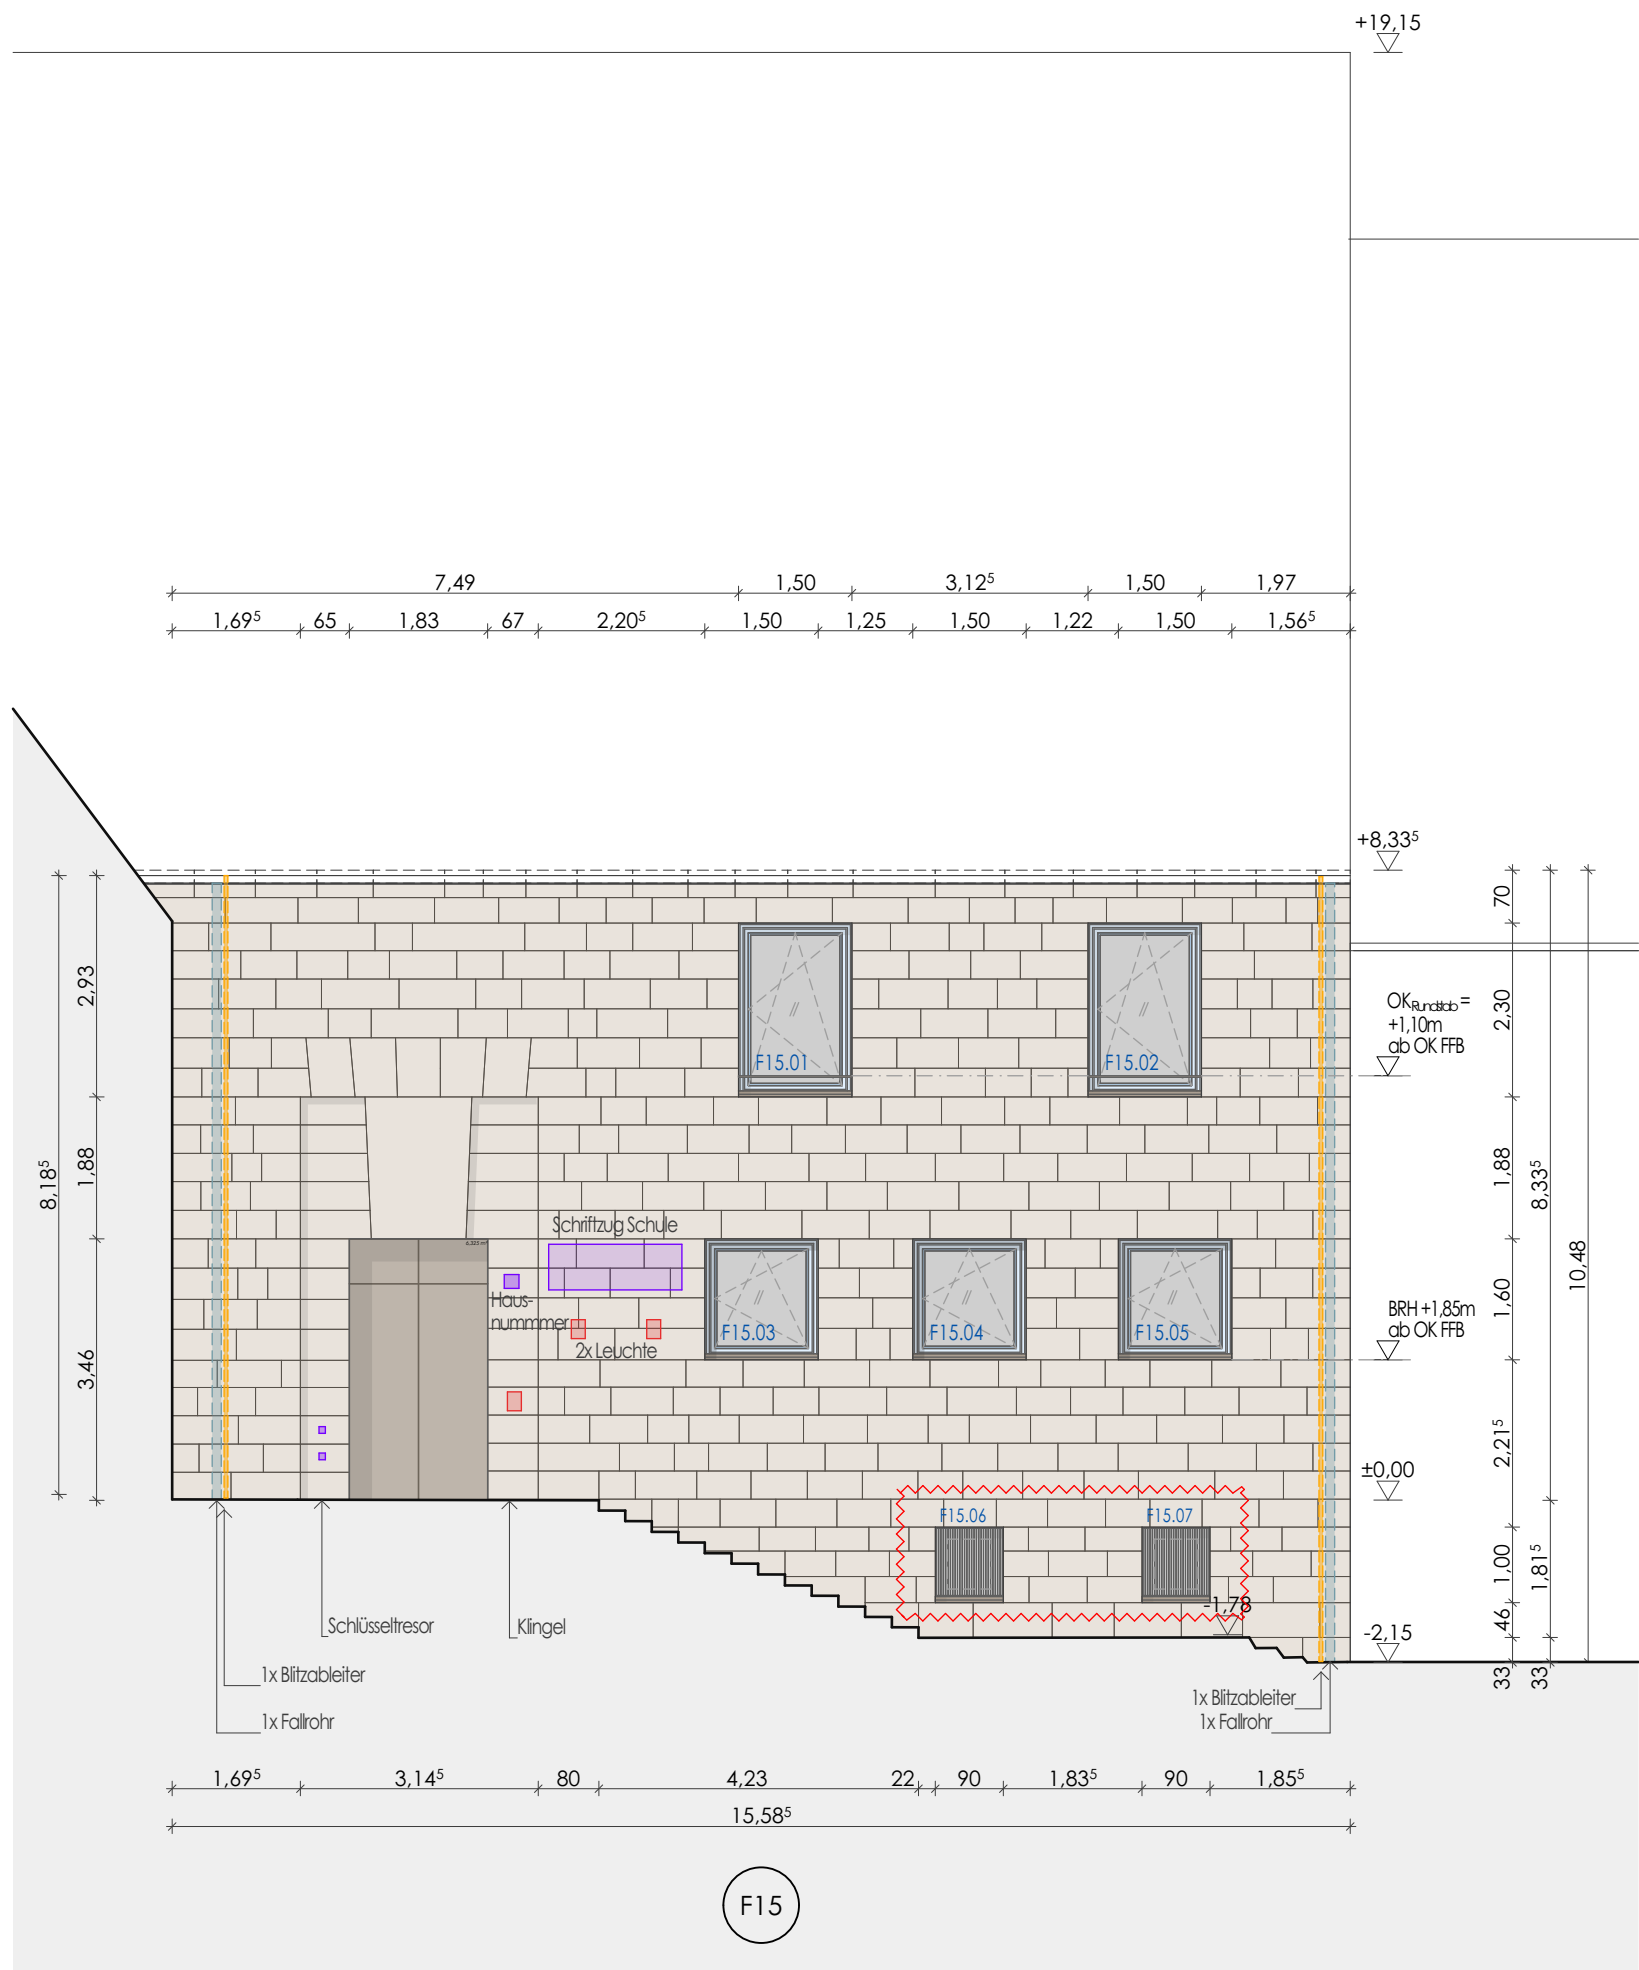 +19,15
7,49 1,50 3,12⁵ 1,50 1,97
1,69⁵ 65 1,83 67 2,20⁵ 1,50 1,25 1,50 1,22 1,50 1,56⁵
+8,33⁵
70
2,93
2,30
OK Rundstab =
+1,10m
ab OK FFB
F15.01
F15.02
8,18⁵
1,88
1,88
8,33⁵
10,48
Schriftzug Schule
6,325 m²
Haus-
nummmer
2x Leuchte
F15.03
F15.04
F15.05
BRH +1,85m
ab OK FFB
1,60
3,46
2,21⁵
±0,00
F15.06
F15.07
1,00
1,81⁵
-1,78
46
-2,15
33
33
Schlüsseltresor
Klingel
1x Blitzableiter
1x Fallrohr
1x Blitzableiter
1x Fallrohr
1,69⁵ 3,14⁵ 80 4,23 22 90 1,83⁵ 90 1,85⁵
15,58⁵
F15